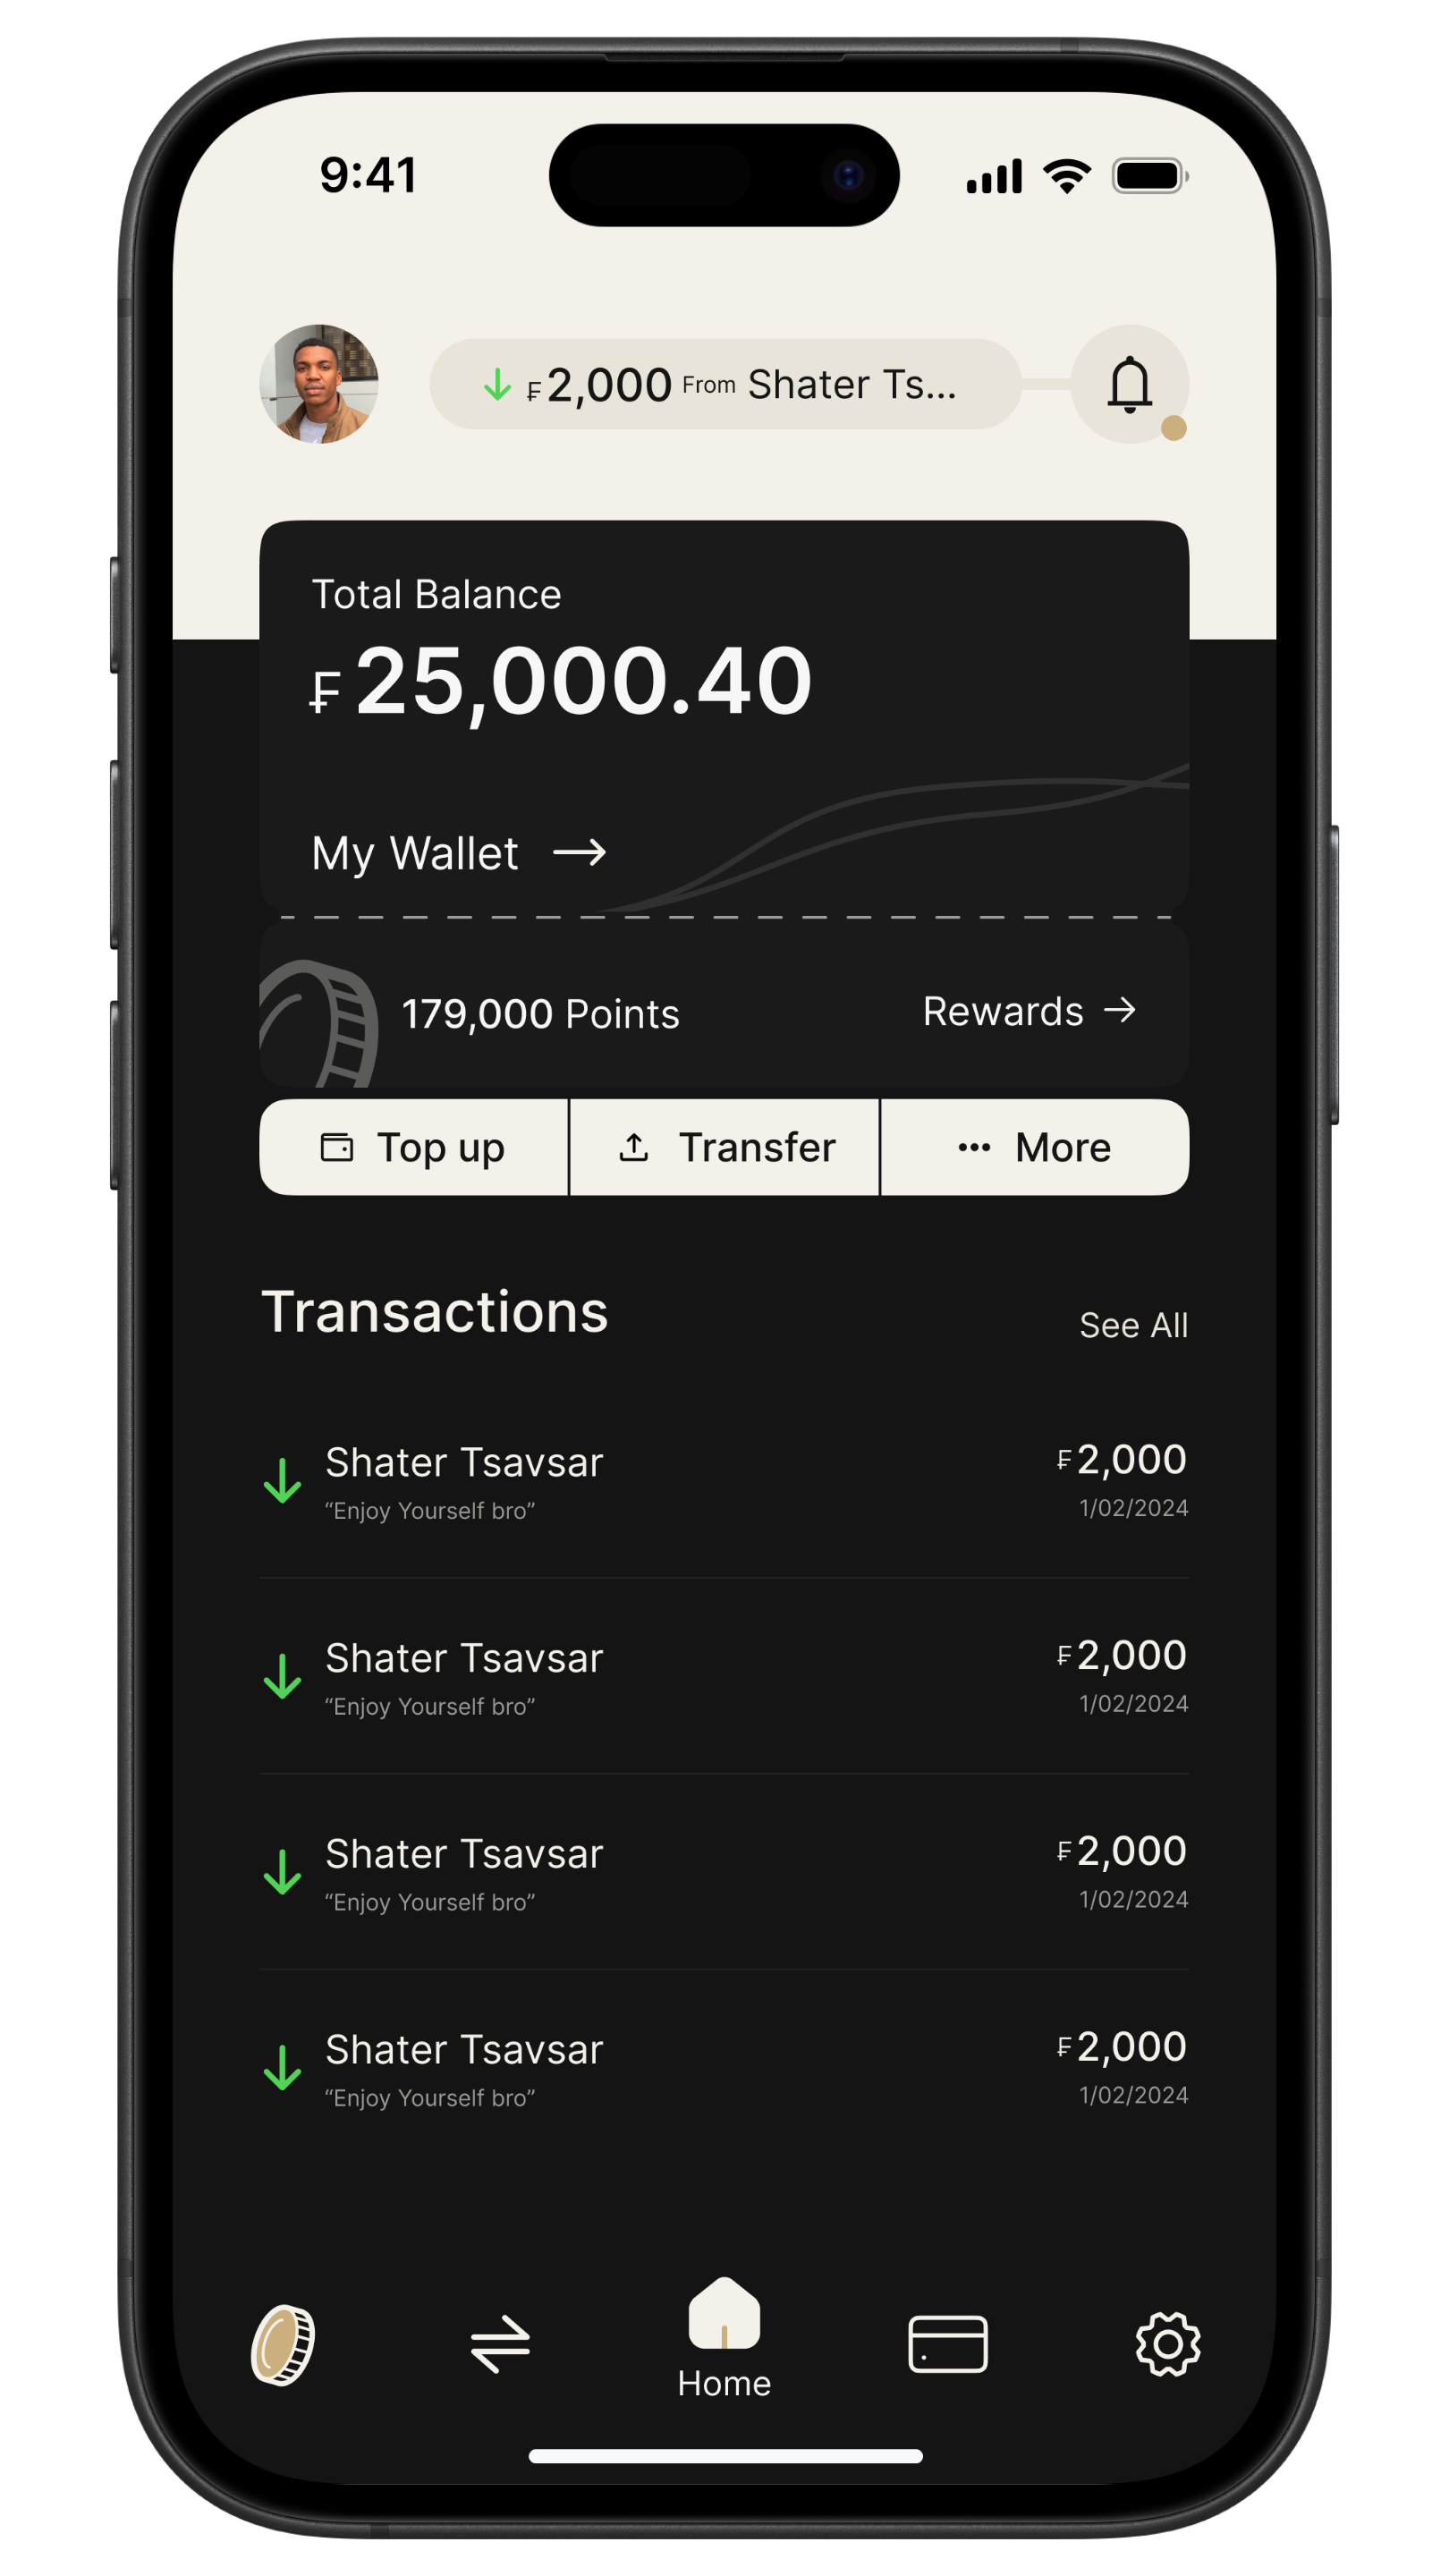 9:41
₣2,000 From Shater Ts...
Total Balance
₣25,000.40
My Wallet
179,000 Points
Rewards
Top up
Transfer
More
Transactions
See All
Shater Tsavsar
₣2,000
“Enjoy Yourself bro”
1/02/2024
Shater Tsavsar
₣2,000
“Enjoy Yourself bro”
1/02/2024
Shater Tsavsar
₣2,000
“Enjoy Yourself bro”
1/02/2024
Shater Tsavsar
₣2,000
“Enjoy Yourself bro”
1/02/2024
Home